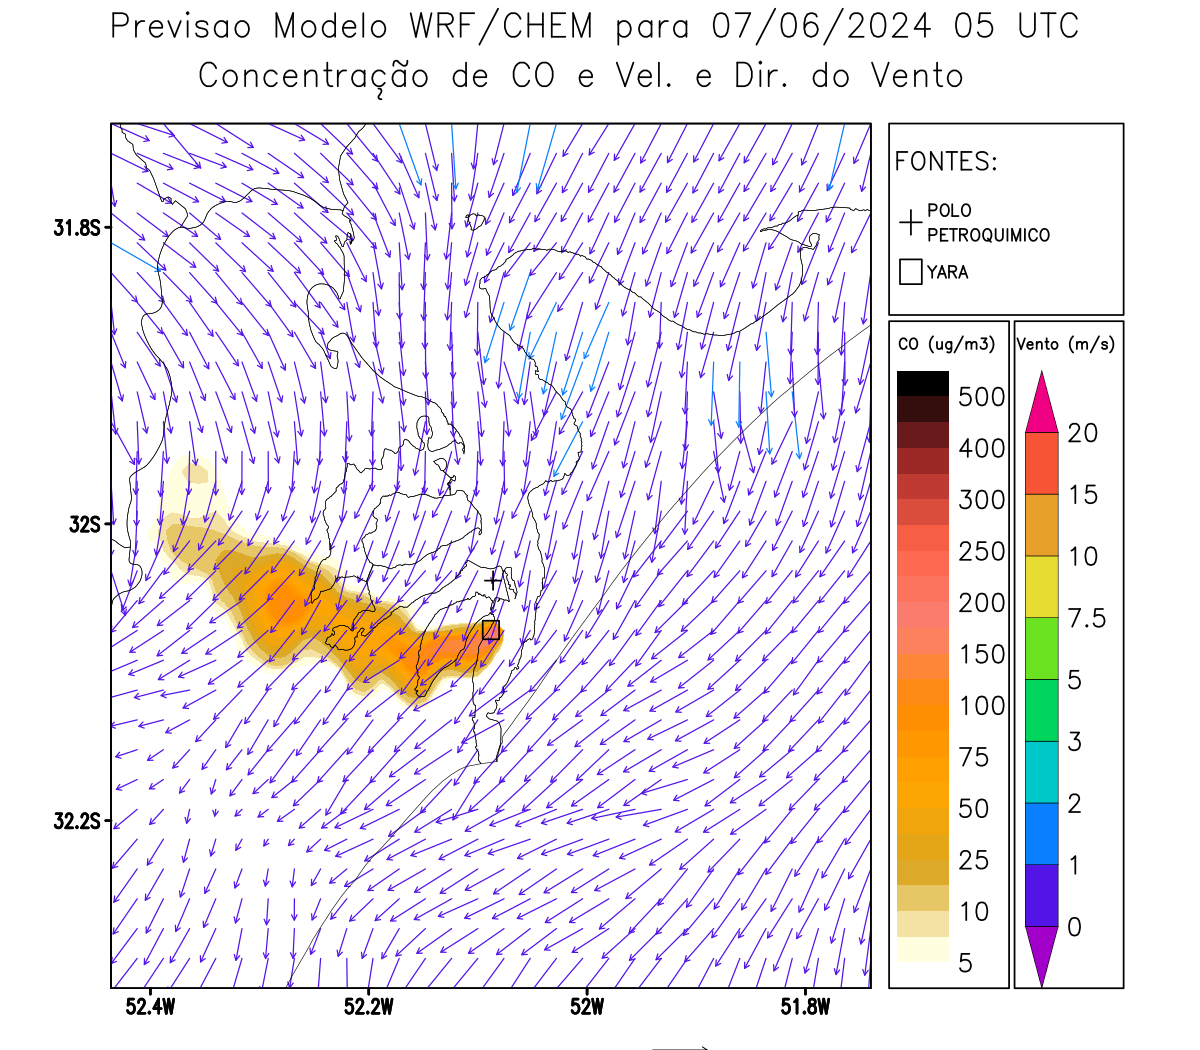 Previsao Modelo WRF/CHEM para 07/06/2024 05 UTC
Concentração de CO e Vel. e Dir. do Vento
FONTES:
POLO
PETROQUIMICO
YARA
CO (ug/m3)
500
400
300
250
200
150
100
75
50
25
10
5
Vento (m/s)
20
15
10
7.5
5
3
2
1
0
31.8S
32S
32.2S
52.4W
52.2W
52W
51.8W